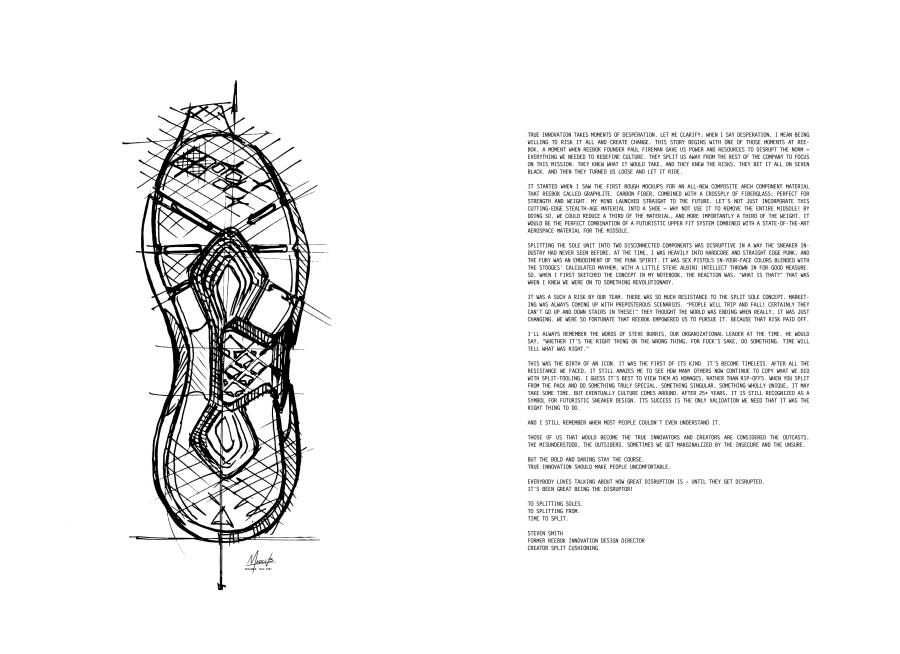 TRUE INNOVATION TAKES MOMENTS OF DESPERATION. LET ME CLARIFY: WHEN I SAY DESPERATION, I MEAN BEING
WILLING TO RISK IT ALL AND CREATE CHANGE. THIS STORY BEGINS WITH ONE OF THOSE MOMENTS AT REE-
BOK. A MOMENT WHEN REEBOK FOUNDER PAUL FIREMAN GAVE US POWER AND RESOURCES TO DISRUPT THE NORM –
EVERYTHING WE NEEDED TO REDEFINE CULTURE. THEY SPLIT US AWAY FROM THE REST OF THE COMPANY TO FOCUS
ON THIS MISSION. THEY KNEW WHAT IT WOULD TAKE, AND THEY KNEW THE RISKS. THEY BET IT ALL ON SEVEN
BLACK. AND THEN THEY TURNED US LOOSE AND LET IT RIDE.
IT STARTED WHEN I SAW THE FIRST ROUGH MOCKUPS FOR AN ALL-NEW COMPOSITE ARCH COMPONENT MATERIAL
THAT REEBOK CALLED GRAPHLITE. CARBON FIBER, COMBINED WITH A CROSSPLY OF FIBERGLASS: PERFECT FOR
STRENGTH AND WEIGHT. MY MIND LAUNCHED STRAIGHT TO THE FUTURE. LET'S NOT JUST INCORPORATE THIS
CUTTING-EDGE STEALTH-AGE MATERIAL INTO A SHOE – WHY NOT USE IT TO REMOVE THE ENTIRE MIDSOLE! BY
DOING SO, WE COULD REDUCE A THIRD OF THE MATERIAL, AND MORE IMPORTANTLY A THIRD OF THE WEIGHT. IT
WOULD BE THE PERFECT COMBINATION OF A FUTURISTIC UPPER FIT SYSTEM COMBINED WITH A STATE-OF-THE-ART
AEROSPACE MATERIAL FOR THE MIDSOLE.
SPLITTING THE SOLE UNIT INTO TWO DISCONNECTED COMPONENTS WAS DISRUPTIVE IN A WAY THE SNEAKER IN-
DUSTRY HAD NEVER SEEN BEFORE. AT THE TIME, I WAS HEAVILY INTO HARDCORE AND STRAIGHT EDGE PUNK, AND
THE FURY WAS AN EMBODIMENT OF THE PUNK SPIRIT. IT WAS SEX PISTOLS IN-YOUR-FACE COLORS BLENDED WITH
THE STOOGES' CALCULATED MAYHEM, WITH A LITTLE STEVE ALBINI INTELLECT THROWN IN FOR GOOD MEASURE.
SO, WHEN I FIRST SKETCHED THE CONCEPT IN MY NOTEBOOK, THE REACTION WAS, "WHAT IS THAT?" THAT WAS
WHEN I KNEW WE WERE ON TO SOMETHING REVOLUTIONARY.
IT WAS A SUCH A RISK BY OUR TEAM. THERE WAS SO MUCH RESISTANCE TO THE SPLIT SOLE CONCEPT. MARKET-
ING WAS ALWAYS COMING UP WITH PREPOSTEROUS SCENARIOS. "PEOPLE WILL TRIP AND FALL! CERTAINLY THEY
CAN'T GO UP AND DOWN STAIRS IN THESE!" THEY THOUGHT THE WORLD WAS ENDING WHEN REALLY, IT WAS JUST
CHANGING. WE WERE SO FORTUNATE THAT REEBOK EMPOWERED US TO PURSUE IT. BECAUSE THAT RISK PAID OFF.
I'LL ALWAYS REMEMBER THE WORDS OF STEVE BURRIS, OUR ORGANIZATIONAL LEADER AT THE TIME. HE WOULD
SAY, "WHETHER IT'S THE RIGHT THING OR THE WRONG THING, FOR FUCK'S SAKE, DO SOMETHING. TIME WILL
TELL WHAT WAS RIGHT."
THIS WAS THE BIRTH OF AN ICON. IT WAS THE FIRST OF ITS KIND. IT'S BECOME TIMELESS. AFTER ALL THE
RESISTANCE WE FACED, IT STILL AMAZES ME TO SEE HOW MANY OTHERS NOW CONTINUE TO COPY WHAT WE DID
WITH SPLIT-TOOLING. I GUESS IT'S BEST TO VIEW THEM AS HOMAGES, RATHER THAN RIP-OFFS. WHEN YOU SPLIT
FROM THE PACK AND DO SOMETHING TRULY SPECIAL, SOMETHING SINGULAR, SOMETHING WHOLLY UNIQUE, IT MAY
TAKE SOME TIME, BUT EVENTUALLY CULTURE COMES AROUND. AFTER 25+ YEARS, IT IS STILL RECOGNIZED AS A
SYMBOL FOR FUTURISTIC SNEAKER DESIGN. ITS SUCCESS IS THE ONLY VALIDATION WE NEED THAT IT WAS THE
RIGHT THING TO DO.
AND I STILL REMEMBER WHEN MOST PEOPLE COULDN'T EVEN UNDERSTAND IT.
THOSE OF US THAT WOULD BECOME THE TRUE INNOVATORS AND CREATORS ARE CONSIDERED THE OUTCASTS,
THE MISUNDERSTOOD, THE OUTSIDERS. SOMETIMES WE GET MARGINALIZED BY THE INSECURE AND THE UNSURE.
BUT THE BOLD AND DARING STAY THE COURSE.
TRUE INNOVATION SHOULD MAKE PEOPLE UNCOMFORTABLE.
EVERYBODY LOVES TALKING ABOUT HOW GREAT DISRUPTION IS – UNTIL THEY GET DISRUPTED.
IT'S BEEN GREAT BEING THE DISRUPTOR!
TO SPLITTING SOLES.
TO SPLITTING FROM.
TIME TO SPLIT.
STEVEN SMITH
FORMER REEBOK INNOVATION DESIGN DIRECTOR
CREATOR SPLIT CUSHIONING